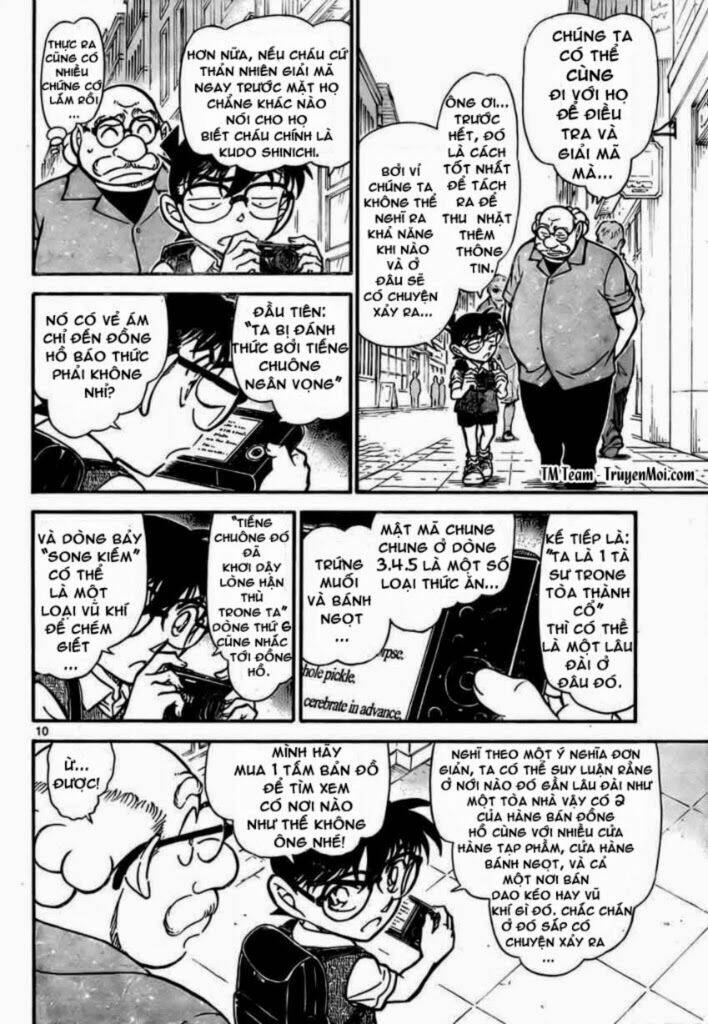 CHÚNG TA
CÓ THỂ
CÙNG
ĐI VỚI HỌ
ĐỂ ĐIỀU
TRA VÀ
GIẢI MÃ
MÀ...
ÔNG ƠI...
TRƯỚC
HẾT, ĐÓ
LÀ CÁCH
TỐT NHẤT
ĐỂ TÁCH
RA ĐỂ
THU NHẶT
THÊM
THÔNG
TIN.
BỞI VÍ
CHÚNG TA
KHÔNG THỂ
NGHĨ RA
KHẢ NĂNG
KHI NÀO
VÀ Ở
ĐÂU SẼ
CÓ CHUYỆN
XẢY RA...
TM Team - TruyenMoi.com
HƠN NỮA, NẾU CHÁU CỨ
THẢN NHIÊN GIẢI MÃ
NGAY TRƯỚC MẶT HỌ
CHẲNG KHÁC NÀO
NÓI CHO HỌ
BIẾT CHÁU CHÍNH LÀ
KUDO SHINICHI.
THỰC RA
CŨNG CÓ
NHIỀU
CHỨNG CỚ
LẮM RỒI
...
ĐẦU TIÊN:
"TA BỊ ĐÁNH
THỨC BỞI TIẾNG
CHUÔNG
NGÂN VỌNG"
NÓ CÓ VẺ ÁM
CHỈ ĐẾN ĐỒNG
HỒ BÁO THỨC
PHẢI KHÔNG
NHỈ?
KẾ TIẾP LÀ:
"TA LÀ 1 TÀ
SƯ TRONG
TÒA THÀNH
CỔ"
THÌ CÓ THỂ
LÀ MỘT LÂU
ĐÀI Ở
ĐÂU ĐÓ.
MẬT MÃ CHUNG
CHUNG Ở DÒNG
3.4.5 LÀ MỘT SỐ
LOẠI THỨC ĂN...
TRỨNG
MUỐI
VÀ BÁNH
NGỌT
...
rpse.
hole pickle.
cerebrate in advance.
"TIẾNG
CHUÔNG ĐÓ
ĐÃ
KHƠI DẬY
LÒNG HẬN
THÙ
TRONG TA"
DÒNG THỨ 6
CŨNG NHẮC
TỚI ĐỒNG
HỒ.
VÀ DÒNG BẢY
"SONG KIẾM"
CÓ THỂ
LÀ MỘT
LOẠI VŨ KHÍ
ĐỂ CHÉM
GIẾT
...
10
NGHĨ THEO MỘT Ý NGHĨA ĐƠN
GIẢN, TA CÓ THỂ SUY LUẬN RẰNG
Ở NƠI NÀO ĐÓ GẦN LÂU ĐÀI NHƯ
MỘT TÒA NHÀ VẬY CÓ 2
CỦA HÀNG BÁN ĐỒNG
HỒ CÙNG VỚI NHIỀU CỬA
HÀNG TẠP PHẨM, CỬA HÀNG
BÁNH NGỌT, VÀ CẢ
MỘT NƠI BÁN
DAO KÉO HAY VŨ
KHÍ GÌ ĐÓ. CHẮC CHẮN
Ở ĐÓ SẮP CÓ
CHUYỆN XẢY RA
...
MÌNH HÃY
MUA 1 TẤM BẢN ĐỒ
ĐỂ TÌM XEM
CÓ NƠI NÀO
NHƯ THẾ KHÔNG
ÔNG NHÉ!
Ừ...
ĐƯỢC!